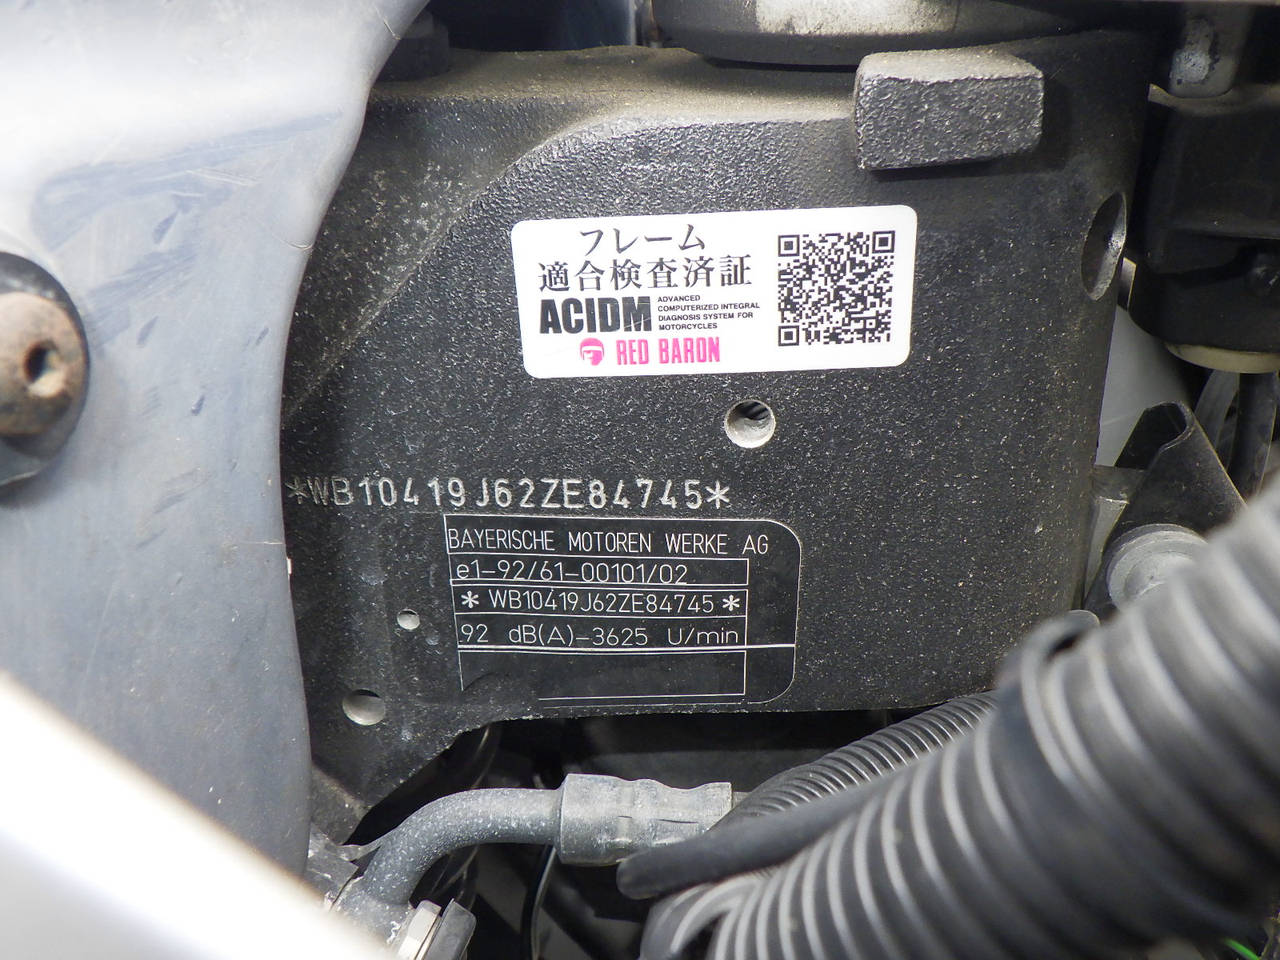 フレーム
適合検査済証
ACIDM
ADVANCED
COMPUTERIZED INTEGRAL
DIAGNOSIS SYSTEM FOR
MOTORCYCLES
RED BARON
*WB10419J62ZE84745*
BAYERISCHE MOTOREN WERKE AG
e1-92/61-00101/02
* WB10419J62ZE84745 *
92 dB(A)-3625 U/min